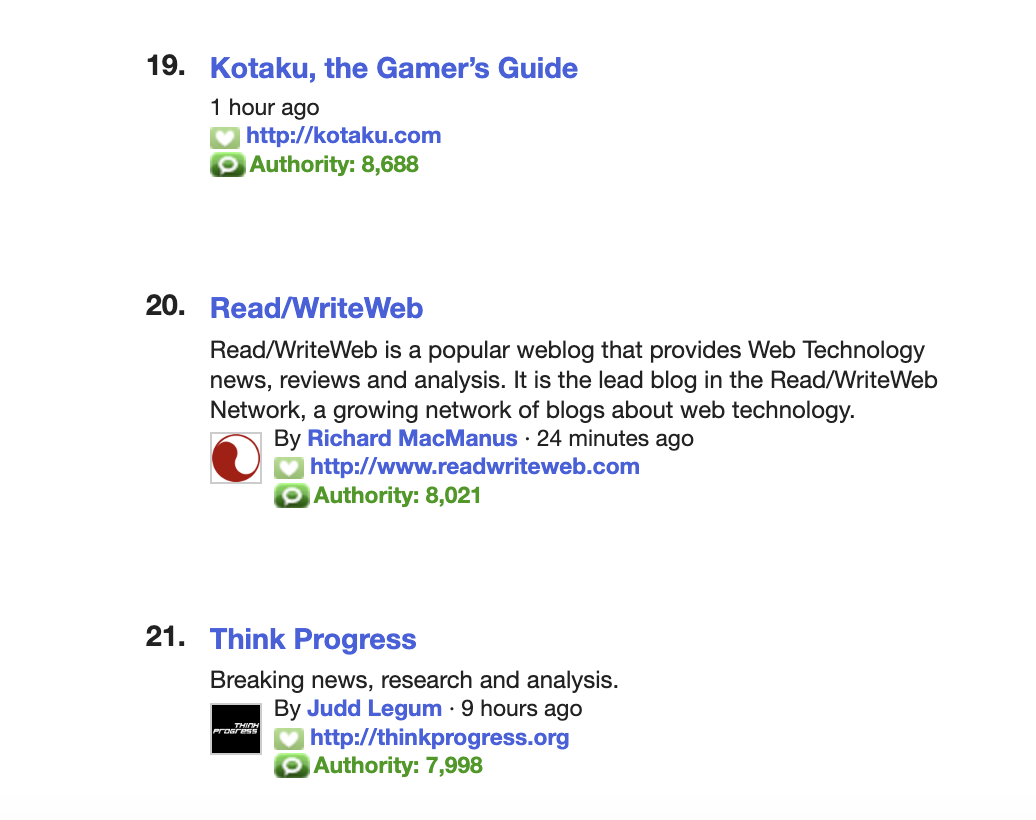 19. Kotaku, the Gamer’s Guide
1 hour ago
http://kotaku.com
Authority: 8,688
20. Read/WriteWeb
Read/WriteWeb is a popular weblog that provides Web Technology
news, reviews and analysis. It is the lead blog in the Read/WriteWeb
Network, a growing network of blogs about web technology.
By Richard MacManus · 24 minutes ago
http://www.readwriteweb.com
Authority: 8,021
21. Think Progress
Breaking news, research and analysis.
THINK
PROGRESS
By Judd Legum · 9 hours ago
http://thinkprogress.org
Authority: 7,998